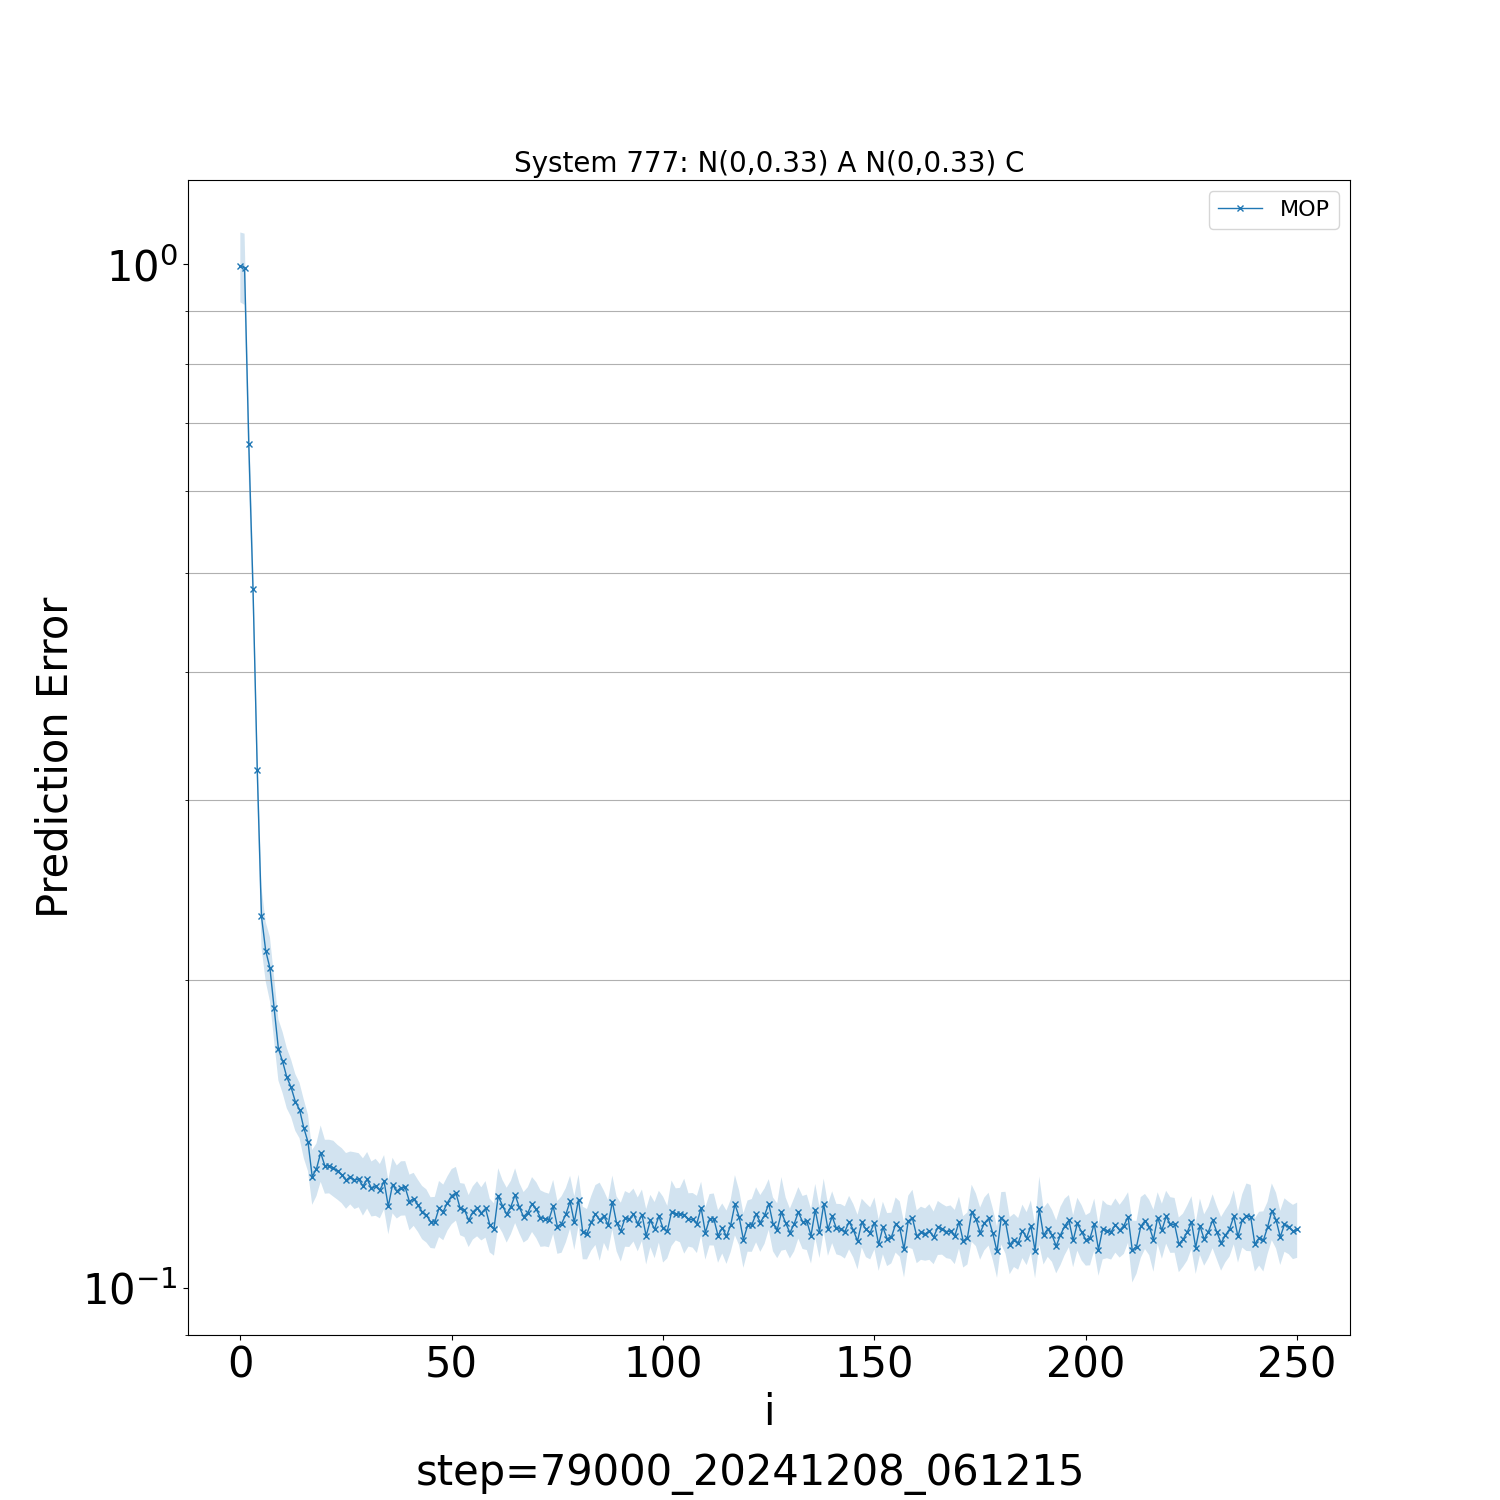 System 777: N(0,0.33) A N(0,0.33) C
MOP
10⁰
Prediction Error
10⁻¹
0 50 100 150 200 250
i
step=79000_20241208_061215